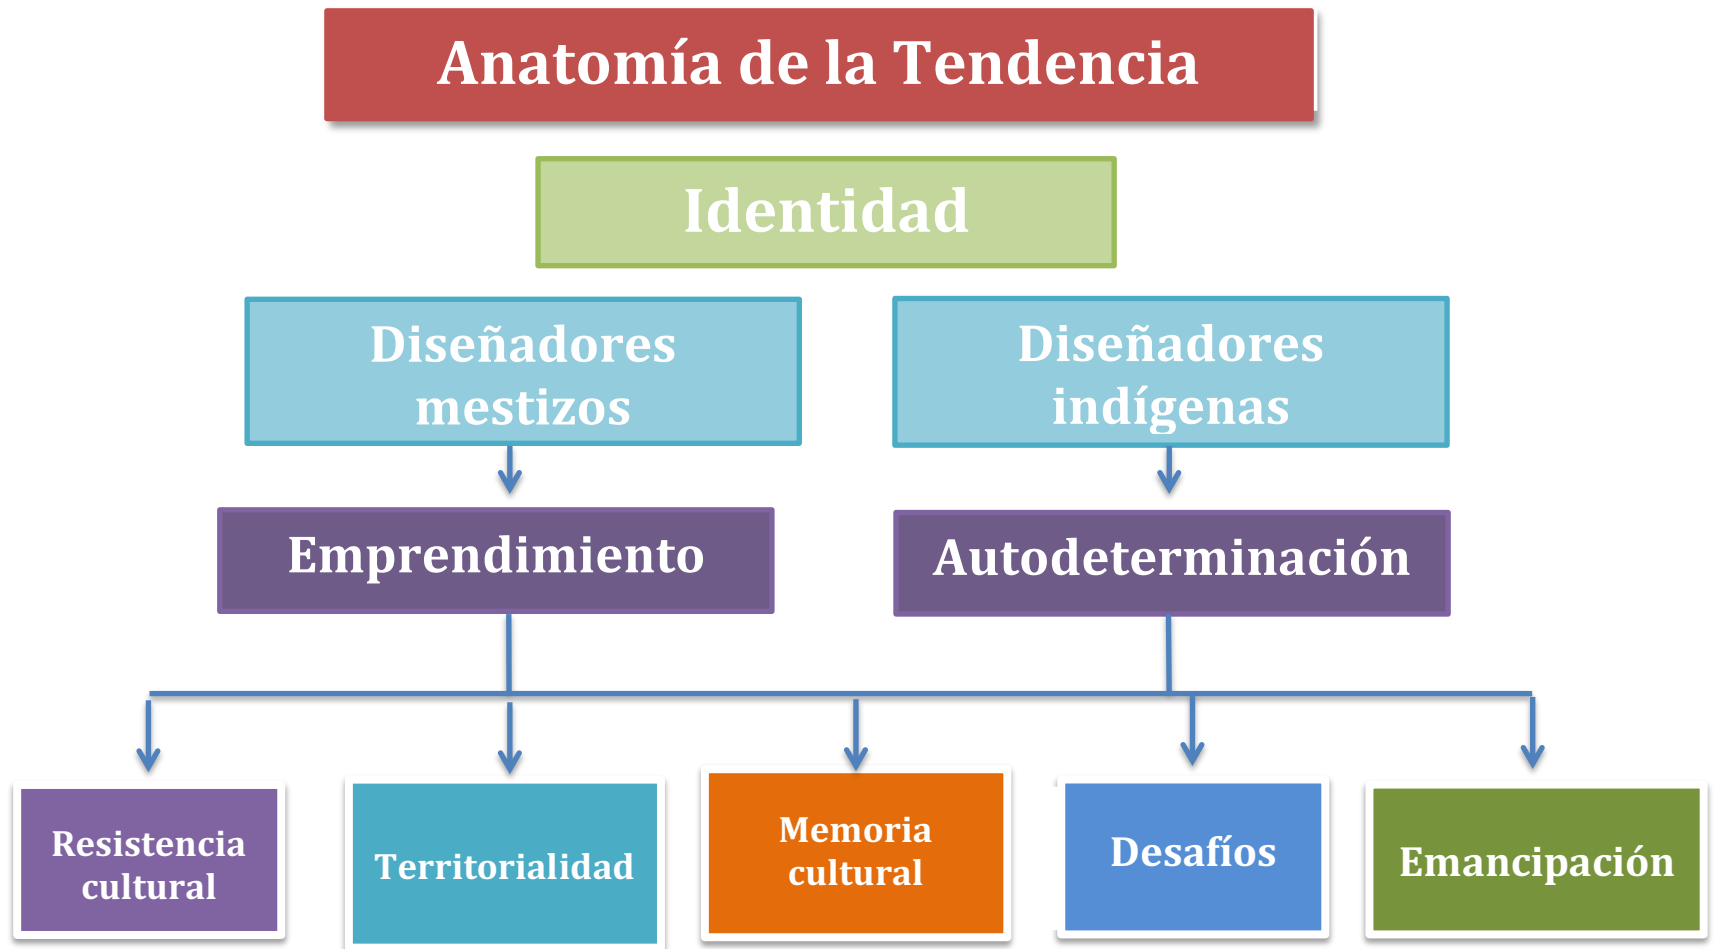 Anatomía de la Tendencia
Identidad
Diseñadores
mestizos
Diseñadores
indígenas
Emprendimiento
Autodeterminación
Resistencia
cultural
Territorialidad
Memoria
cultural
Desafíos
Emancipación